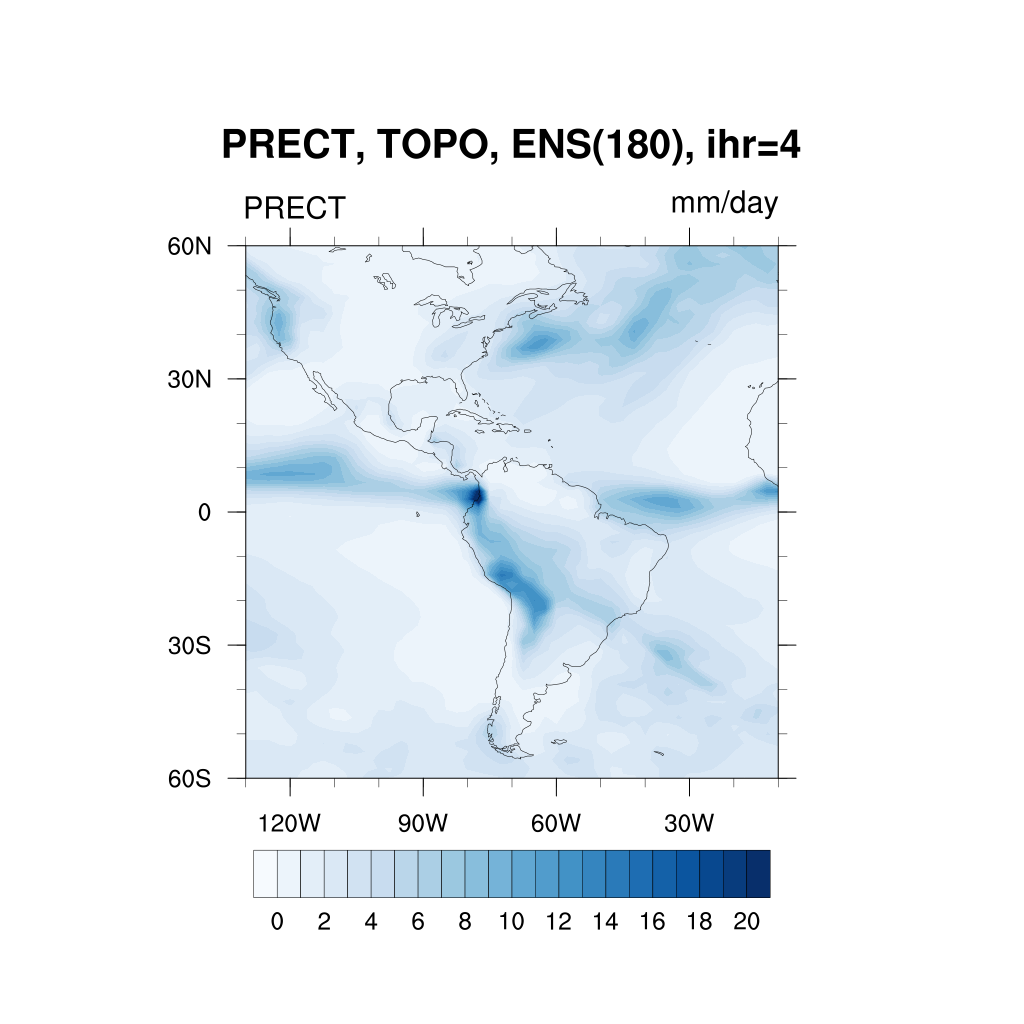 PRECT, TOPO, ENS(180), ihr=4
PRECT mm/day
60N
30N
0
30S
60S
120W 90W 60W 30W
0 2 4 6 8 10 12 14 16 18 20